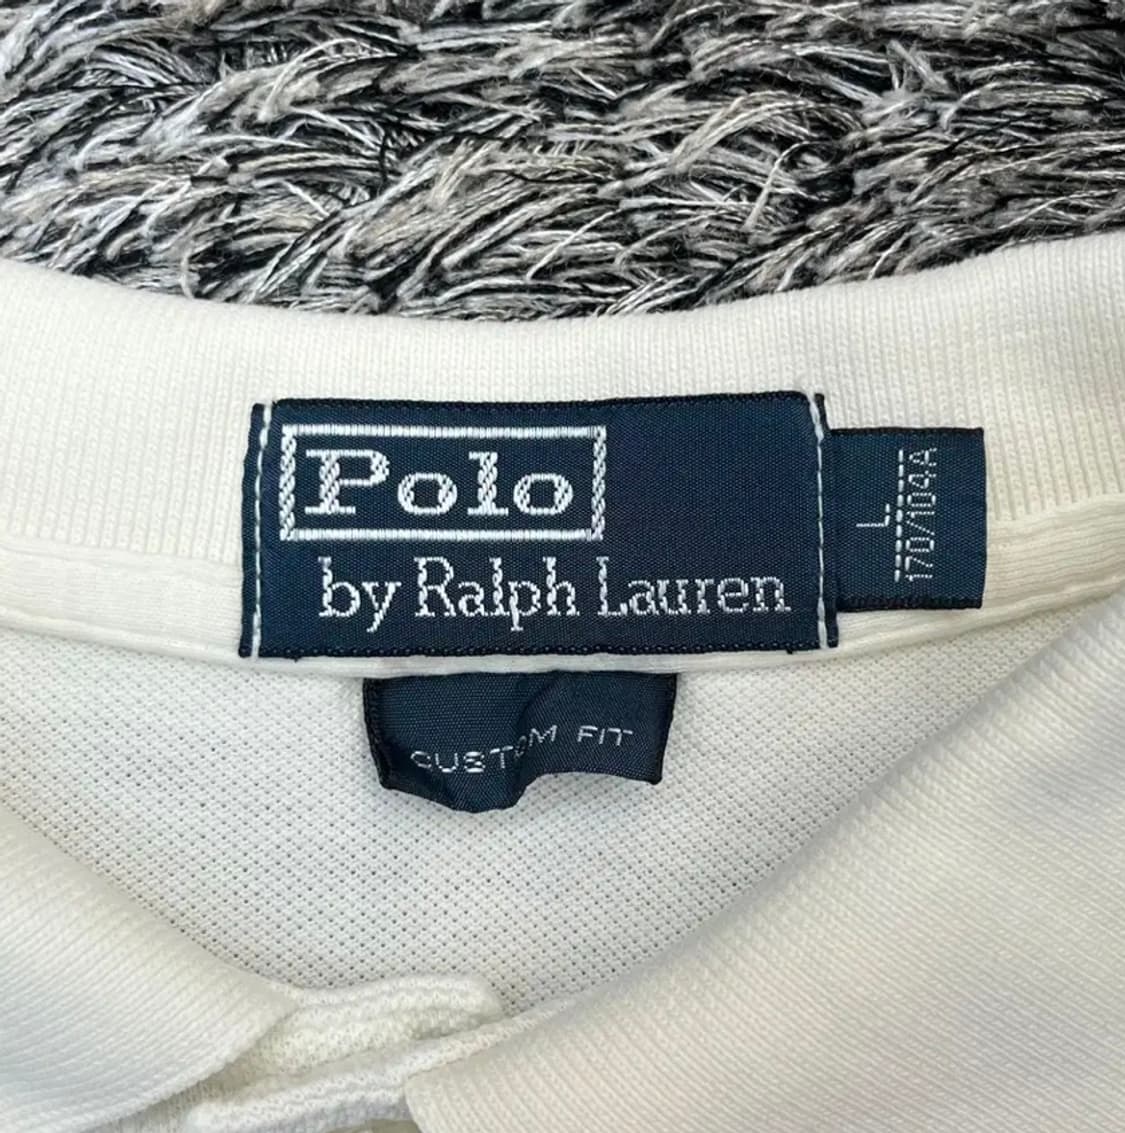 Polo
by Ralph Lauren
L
170/104A
CUSTOM FIT